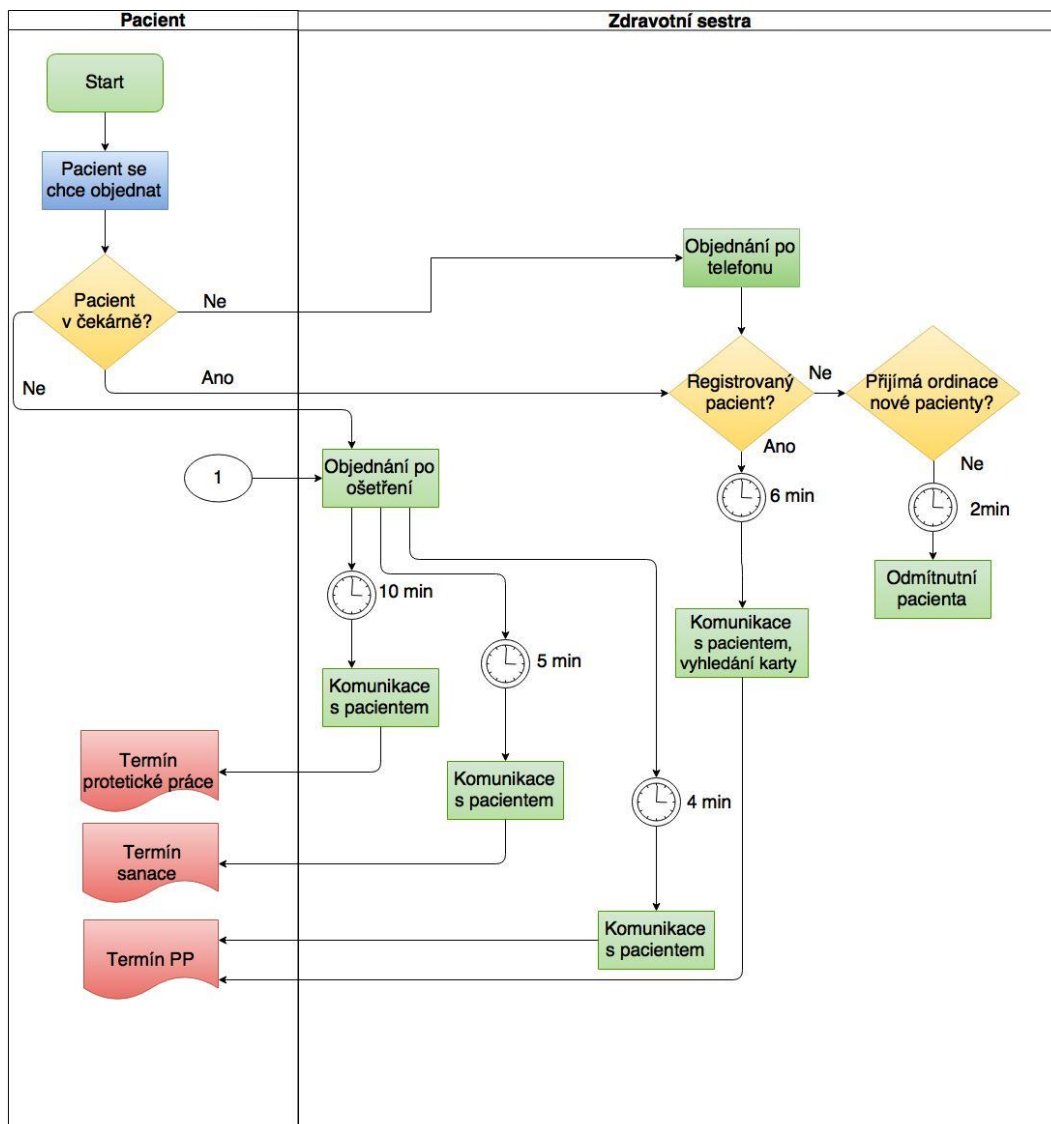 Pacient
Zdravotní sestra
Start
Pacient se
chce objednat
Objednání po
telefonu
Pacient
v čekárně?
Ne
Ne
Ano
Registrovaný
pacient?
Ne
Přijímá ordinace
nové pacienty?
Ano
Ne
1
Objednání po
ošetření
6 min
2min
10 min
Odmítnutní
pacienta
Komunikace
s pacientem,
vyhledání karty
5 min
Komunikace
s pacientem
Termín
protetické práce
Komunikace
s pacientem
4 min
Termín
sanace
Komunikace
s pacientem
Termín PP